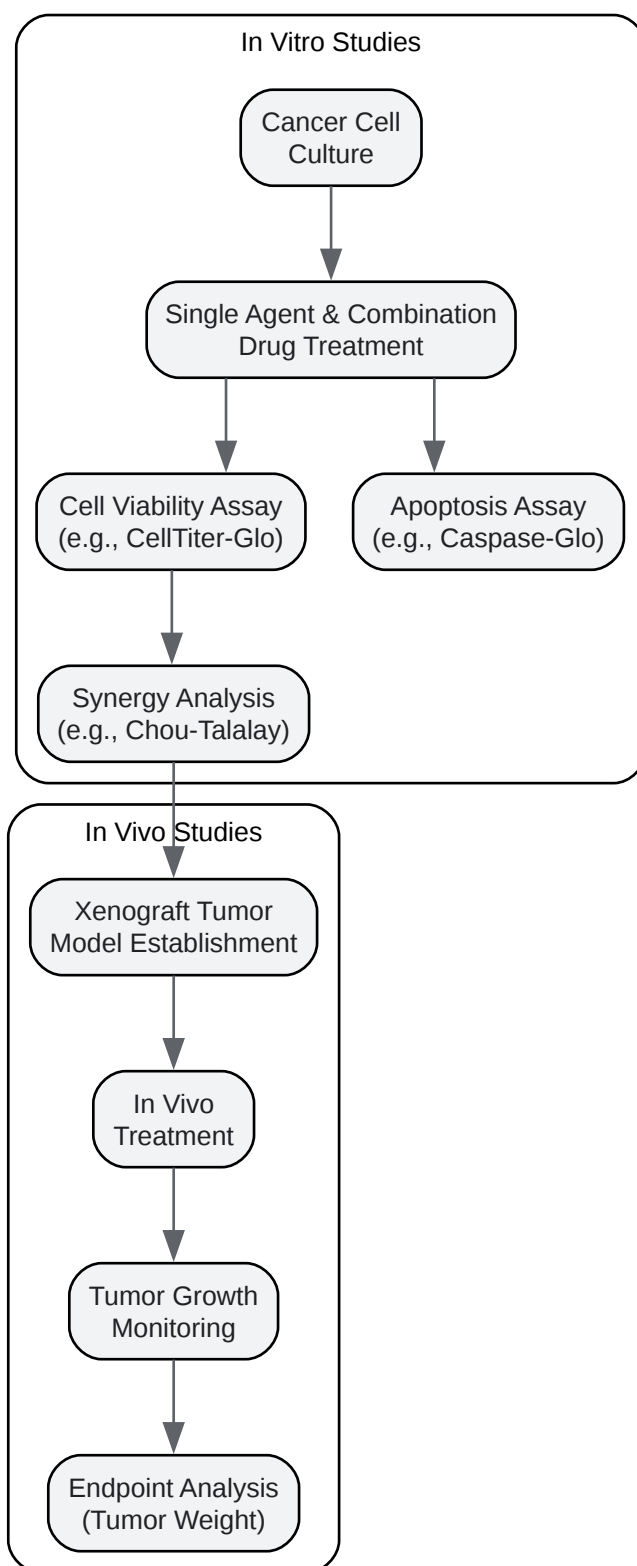 In Vitro Studies
Cancer Cell
Culture
Single Agent & Combination
Drug Treatment
Cell Viability Assay
(e.g., CellTiter-Glo)
Apoptosis Assay
(e.g., Caspase-Glo)
Synergy Analysis
(e.g., Chou-Talalay)
In Vivo Studies
Xenograft Tumor
Model Establishment
In Vivo
Treatment
Tumor Growth
Monitoring
Endpoint Analysis
(Tumor Weight)